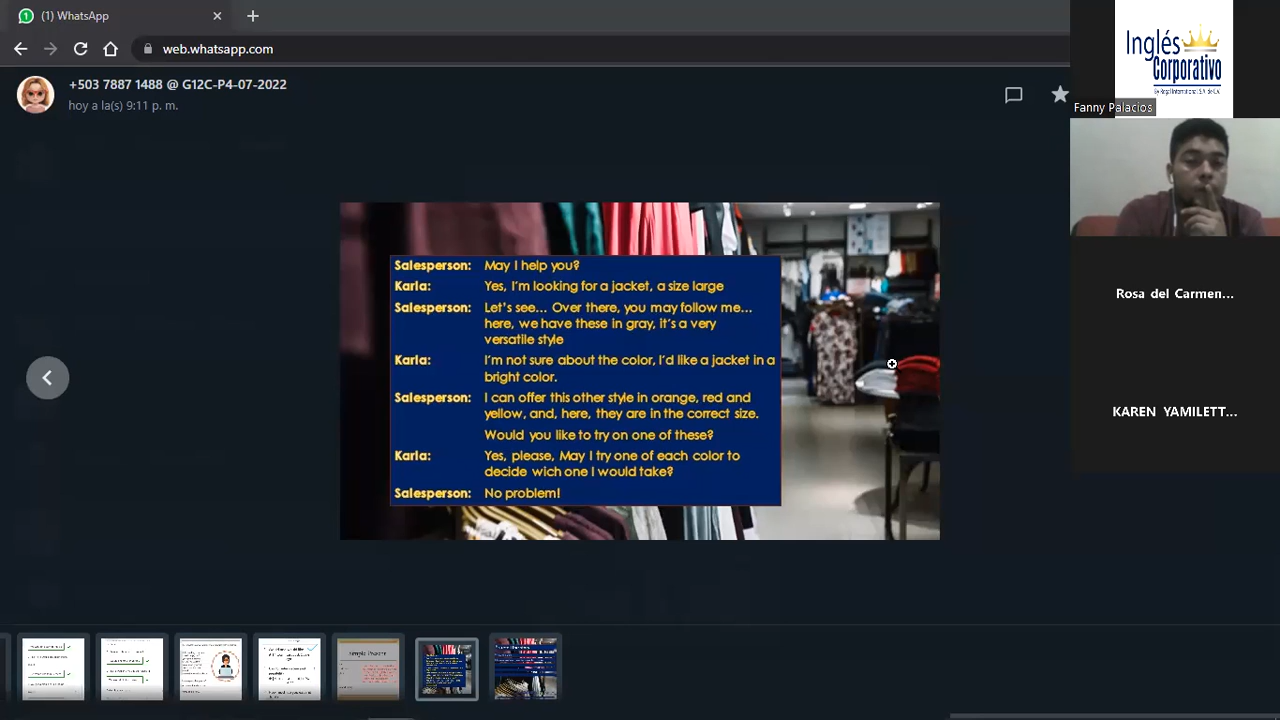 (1) WhatsApp
web.whatsapp.com
+503 7887 1488 @ G12C-P4-07-2022
hoy a la(s) 9:11 p. m.
Inglés
Corporativo
Fanny Palacios
Salesperson: May I help you?
Karla: Yes, I'm looking for a jacket, a size large
Salesperson: Let's see... Over there, you may follow me...
here, we have these in gray, it's a very
versatile style
Karla: I'm not sure about the color, I'd like a jacket in a
bright color.
Salesperson: I can offer this other style in orange, red and
yellow, and, here, they are in the correct size.
Would you like to try on one of these?
Karla: Yes, please, May I try one of each color to
decide wich one I would take?
Salesperson: No problem!
Rosa del Carmen...
KAREN YAMILETT...